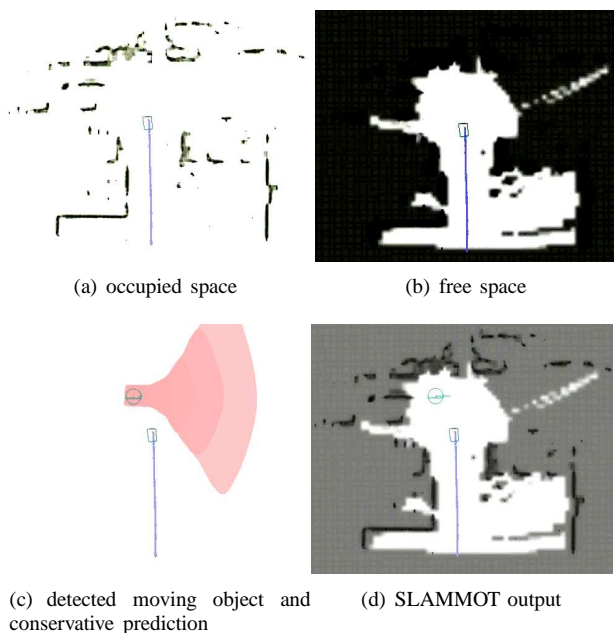 (a) occupied space
(b) free space
(c) detected moving object and
conservative prediction
(d) SLAMMOT output